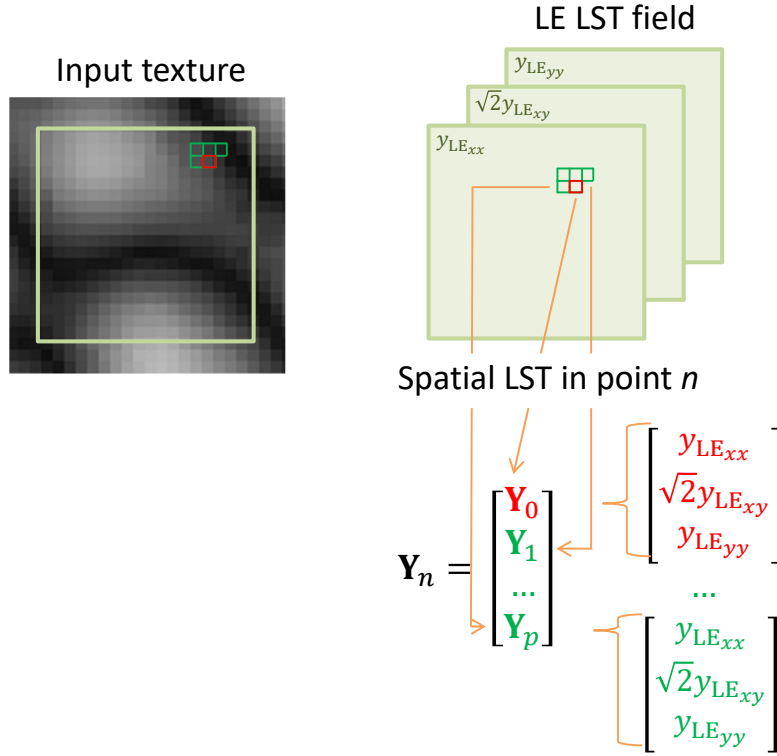 LE LST field
Input texture
y_LE_yy
√2y_LE_xy
y_LE_xx
Spatial LST in point n
y_LE_xx
√2y_LE_xy
y_LE_yy
Y_n = [Y_0
Y_1
...
Y_p]
...
y_LE_xx
√2y_LE_xy
y_LE_yy